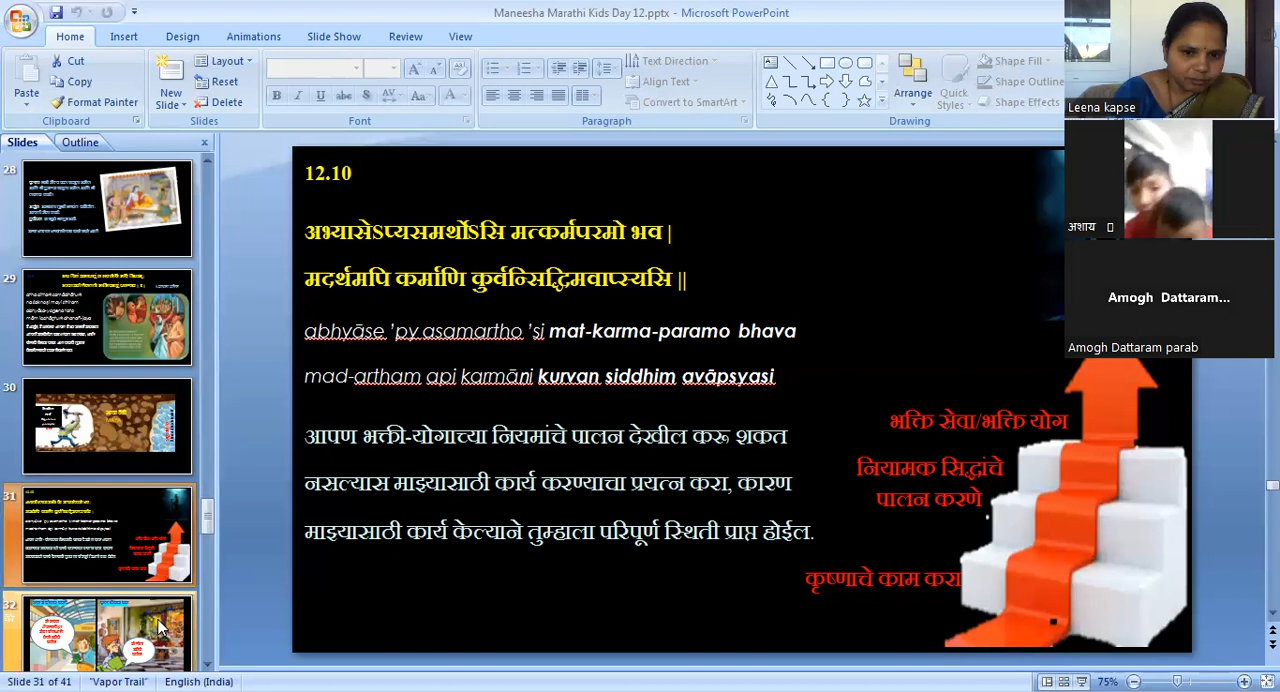 Maneesha Marathi Kids Day 12.pptx - Microsoft PowerPoint
Home Insert Design Animations Slide Show Review View
Paste
Cut
Copy
Format Painter
Clipboard
New Slide
Layout
Reset
Delete
Slides
Font
Paragraph
Text Direction
Align Text
Convert to SmartArt
Arrange
Quick Styles
Shape Fill
Shape Outline
Shape Effects
Drawing
Leena kapse
अशाय
Amogh Dattaram...
Amogh Dattaram parab
Slides Outline
28
29
30
31
32
12.10
अभ्यासेऽप्यसमर्थोऽसि मत्कर्मपरमो भव |
मदर्थमपि कर्माणि कुर्वन्सिद्धिमवाप्स्यसि ||
abhyāse 'py asamartho 'si mat-karma-paramo bhava
mad-artham api karmāṇi kurvan siddhim avāpsyasi
आपण भक्ती-योगाच्या नियमांचे पालन देखील करू शकत
नसल्यास माझ्यासाठी कार्य करण्याचा प्रयत्न करा, कारण
माझ्यासाठी कार्य केल्याने तुम्हाला परिपूर्ण स्थिती प्राप्त होईल.
भक्ति सेवा/भक्ति योग
नियामक सिद्धांचे
पालन करणे
कृष्णाचे काम करा
Slide 31 of 41 "Vapor Trail" English (India) 75%